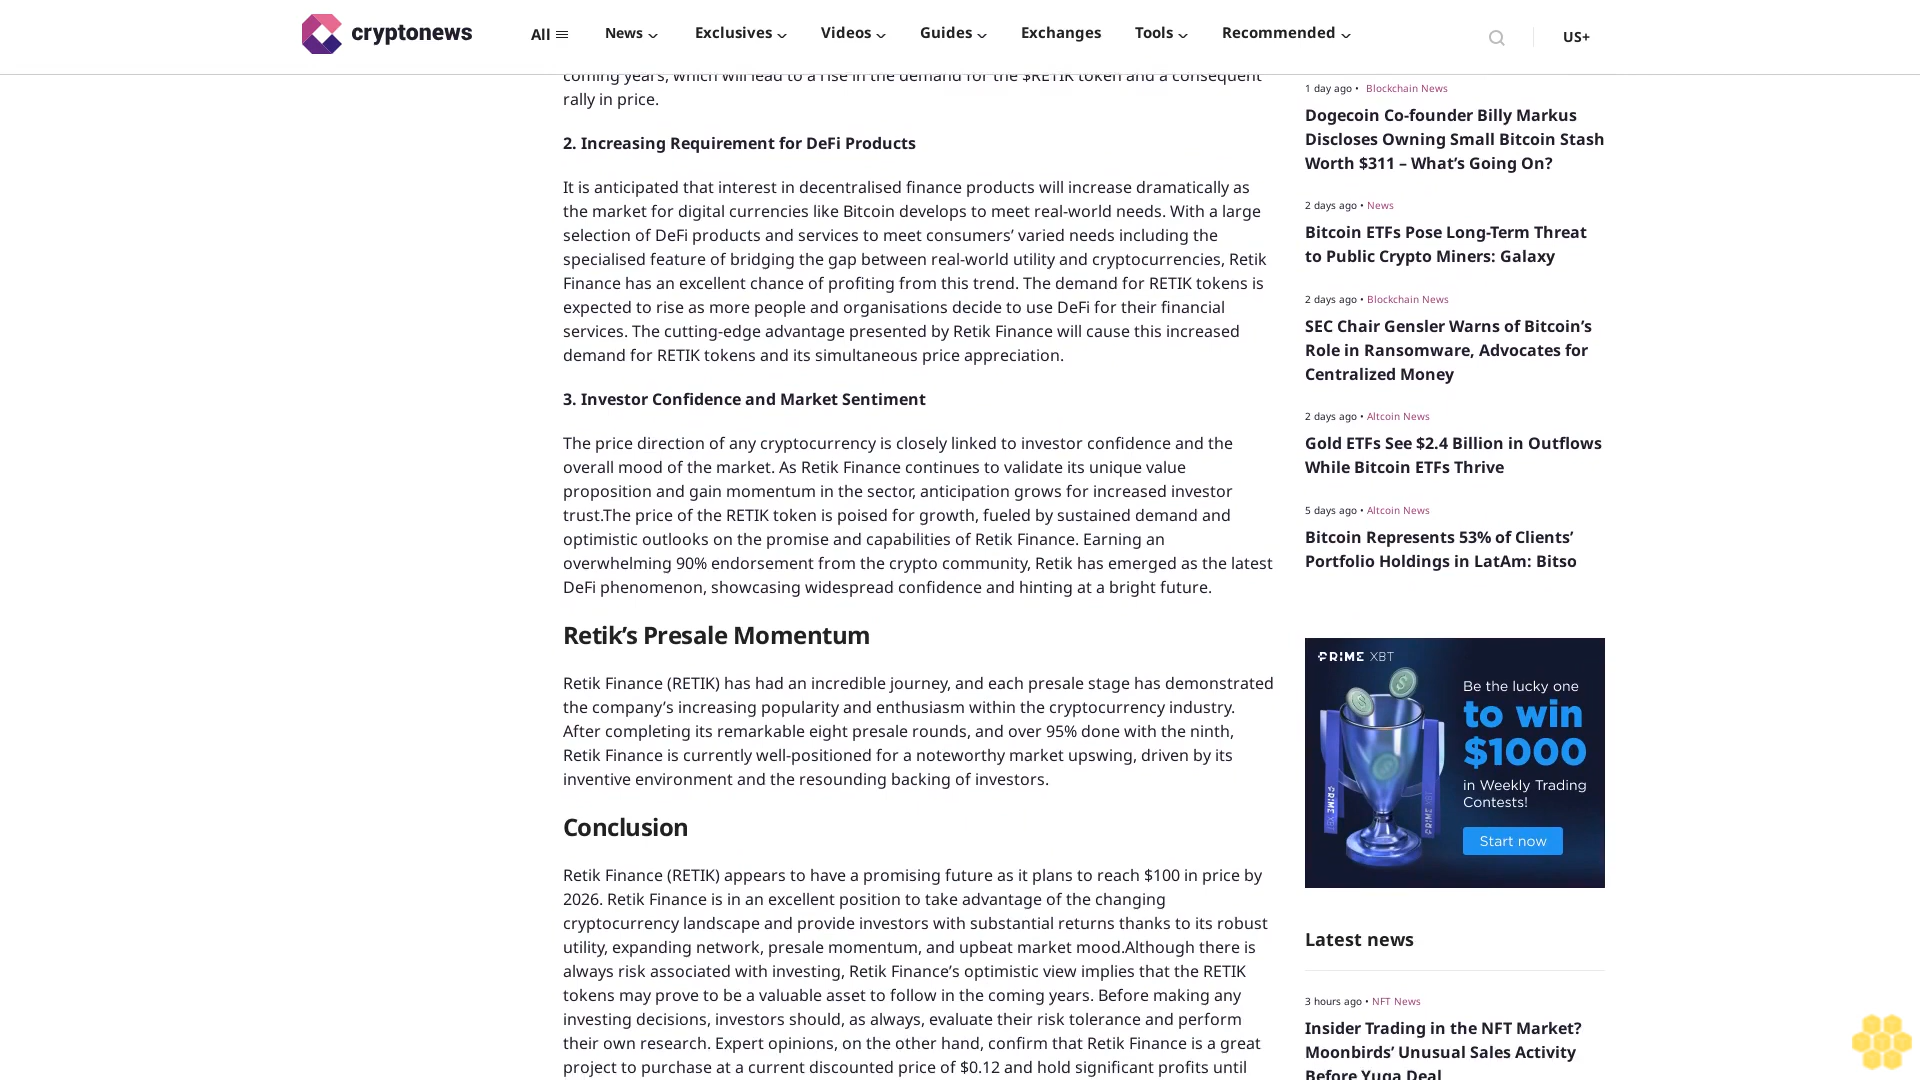 cryptonews
All
News
Exclusives
Videos
Guides
Exchanges
Tools
Recommended
US+
coming years, which will lead to a rise in the demand for the $RETIK token and a consequent
rally in price.
2. Increasing Requirement for DeFi Products
It is anticipated that interest in decentralised finance products will increase dramatically as
the market for digital currencies like Bitcoin develops to meet real-world needs. With a large
selection of DeFi products and services to meet consumers’ varied needs including the
specialised feature of bridging the gap between real-world utility and cryptocurrencies, Retik
Finance has an excellent chance of profiting from this trend. The demand for RETIK tokens is
expected to rise as more people and organisations decide to use DeFi for their financial
services. The cutting-edge advantage presented by Retik Finance will cause this increased
demand for RETIK tokens and its simultaneous price appreciation.
3. Investor Confidence and Market Sentiment
The price direction of any cryptocurrency is closely linked to investor confidence and the
overall mood of the market. As Retik Finance continues to validate its unique value
proposition and gain momentum in the sector, anticipation grows for increased investor
trust.The price of the RETIK token is poised for growth, fueled by sustained demand and
optimistic outlooks on the promise and capabilities of Retik Finance. Earning an
overwhelming 90% endorsement from the crypto community, Retik has emerged as the latest
DeFi phenomenon, showcasing widespread confidence and hinting at a bright future.
Retik’s Presale Momentum
Retik Finance (RETIK) has had an incredible journey, and each presale stage has demonstrated
the company’s increasing popularity and enthusiasm within the cryptocurrency industry.
After completing its remarkable eight presale rounds, and over 95% done with the ninth,
Retik Finance is currently well-positioned for a noteworthy market upswing, driven by its
inventive environment and the resounding backing of investors.
Conclusion
Retik Finance (RETIK) appears to have a promising future as it plans to reach $100 in price by
2026. Retik Finance is in an excellent position to take advantage of the changing
cryptocurrency landscape and provide investors with substantial returns thanks to its robust
utility, expanding network, presale momentum, and upbeat market mood.Although there is
always risk associated with investing, Retik Finance’s optimistic view implies that the RETIK
tokens may prove to be a valuable asset to follow in the coming years. Before making any
investing decisions, investors should, as always, evaluate their risk tolerance and perform
their own research. Expert opinions, on the other hand, confirm that Retik Finance is a great
project to purchase at a current discounted price of $0.12 and hold significant profits until
1 day ago • Blockchain News
Dogecoin Co-founder Billy Markus
Discloses Owning Small Bitcoin Stash
Worth $311 – What’s Going On?
2 days ago • News
Bitcoin ETFs Pose Long-Term Threat
to Public Crypto Miners: Galaxy
2 days ago • Blockchain News
SEC Chair Gensler Warns of Bitcoin’s
Role in Ransomware, Advocates for
Centralized Money
2 days ago • Altcoin News
Gold ETFs See $2.4 Billion in Outflows
While Bitcoin ETFs Thrive
5 days ago • Altcoin News
Bitcoin Represents 53% of Clients’
Portfolio Holdings in LatAm: Bitso
PRIME XBT
Be the lucky one
to win
$1000
in Weekly Trading
Contests!
Start now
PRIME XBT
PRIME XBT
Latest news
3 hours ago • NFT News
Insider Trading in the NFT Market?
Moonbirds’ Unusual Sales Activity
Before Yuga Deal